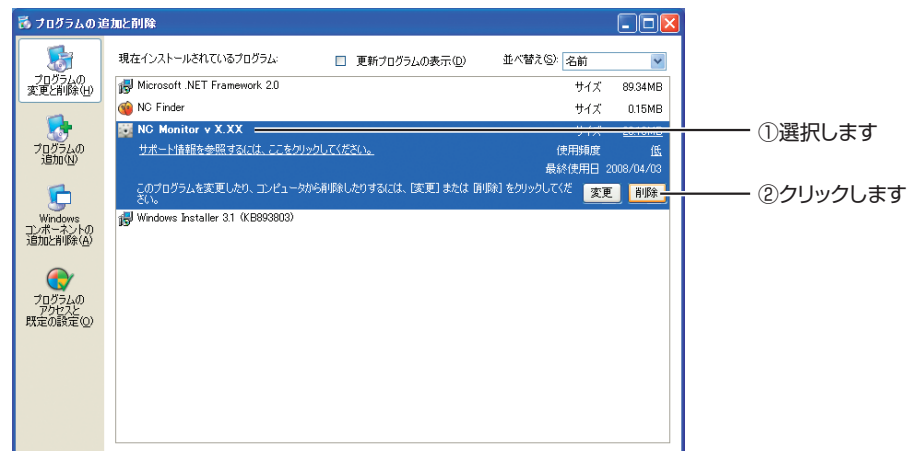 プログラムの追加と削除
現在インストールされているプログラム:
更新プログラムの表示(D)
並べ替え(S):
名前
プログラムの
変更と削除(H)
プログラムの
追加(N)
Windows
コンポーネントの
追加と削除(A)
プログラムの
アクセスと
既定の設定(O)
Microsoft .NET Framework 2.0
サイズ 89.34MB
NC Finder
サイズ 0.15MB
NC Monitor v X.XX
サポート情報を参照するには、ここをクリックしてください。
使用頻度 低
最終使用日 2008/04/03
このプログラムを変更したり、コンピュータから削除したりするには、[変更] または [削除] をクリックしてくだ
さい。
変更
削除
Windows Installer 3.1 (KB893803)
①選択します
②クリックします